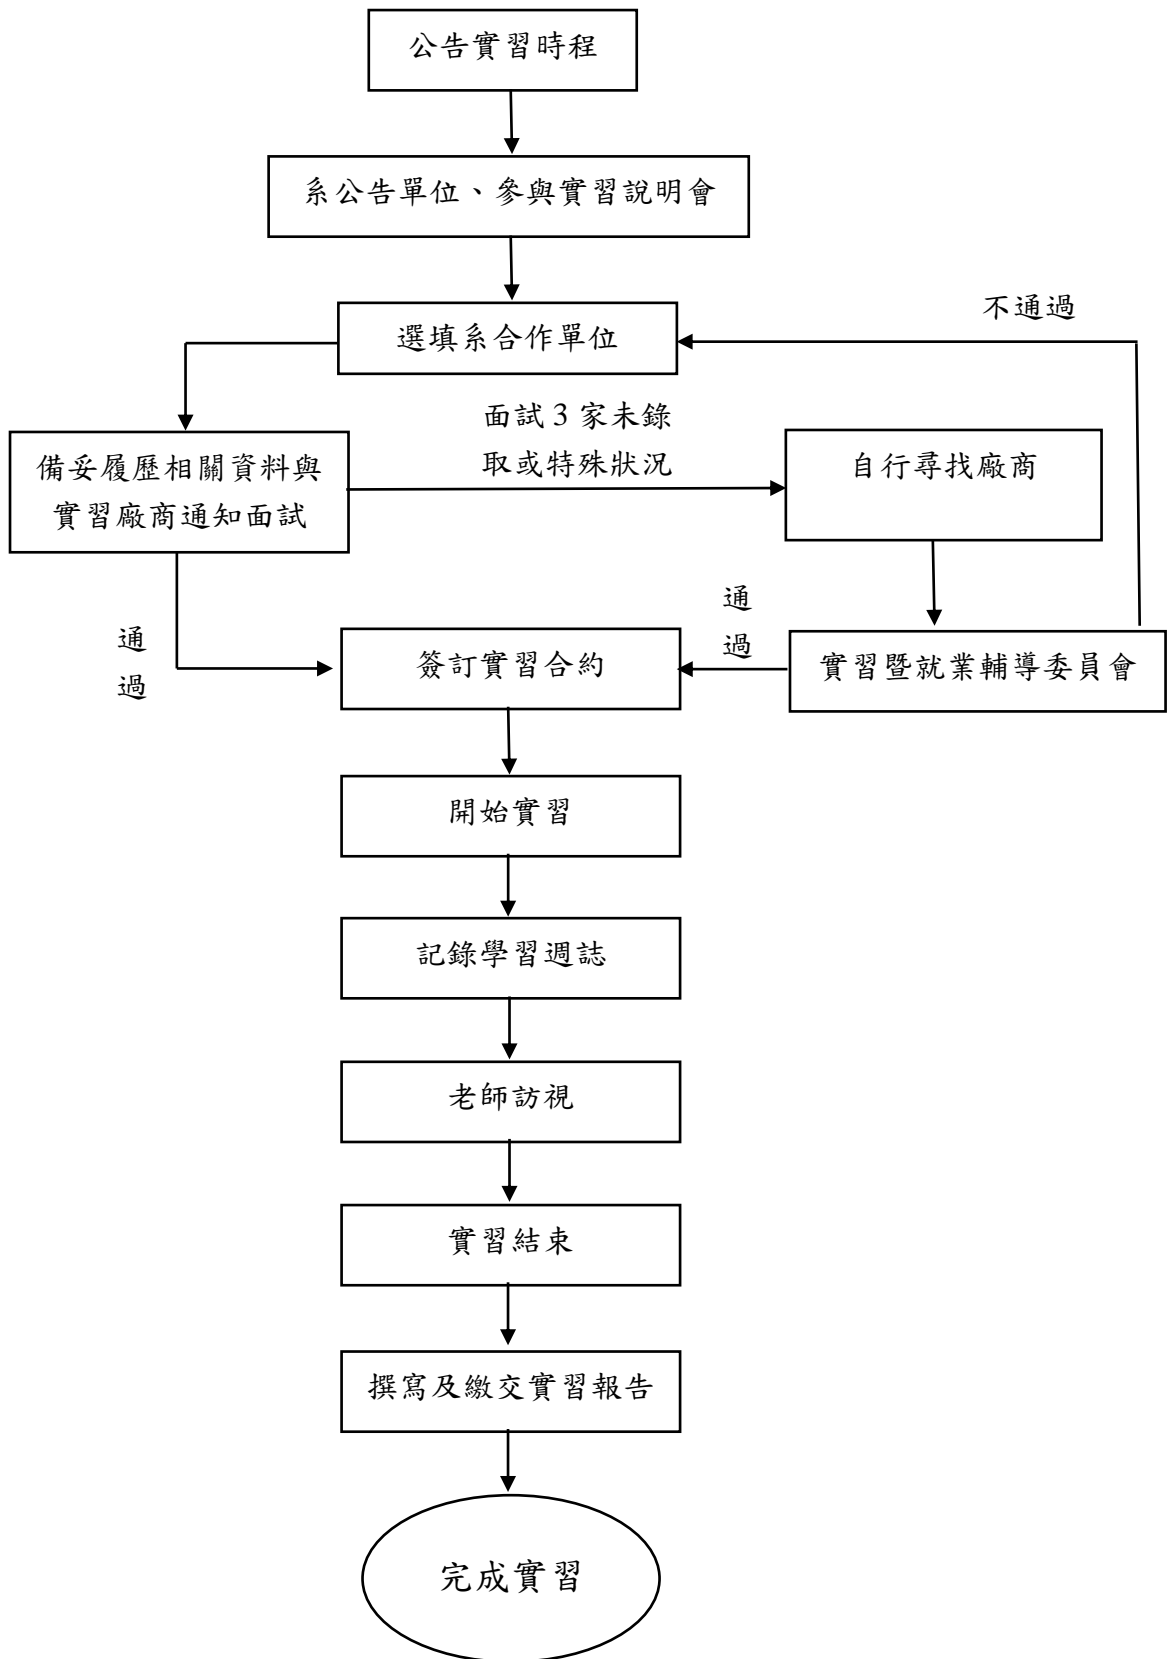 公告實習時程
系公告單位、參與實習說明會
不通過
選填系合作單位
面試 3 家未錄
取或特殊狀況
備妥履歷相關資料與
實習廠商通知面試
自行尋找廠商
通
過
通
過
簽訂實習合約
實習暨就業輔導委員會
開始實習
記錄學習週誌
老師訪視
實習結束
撰寫及繳交實習報告
完成實習